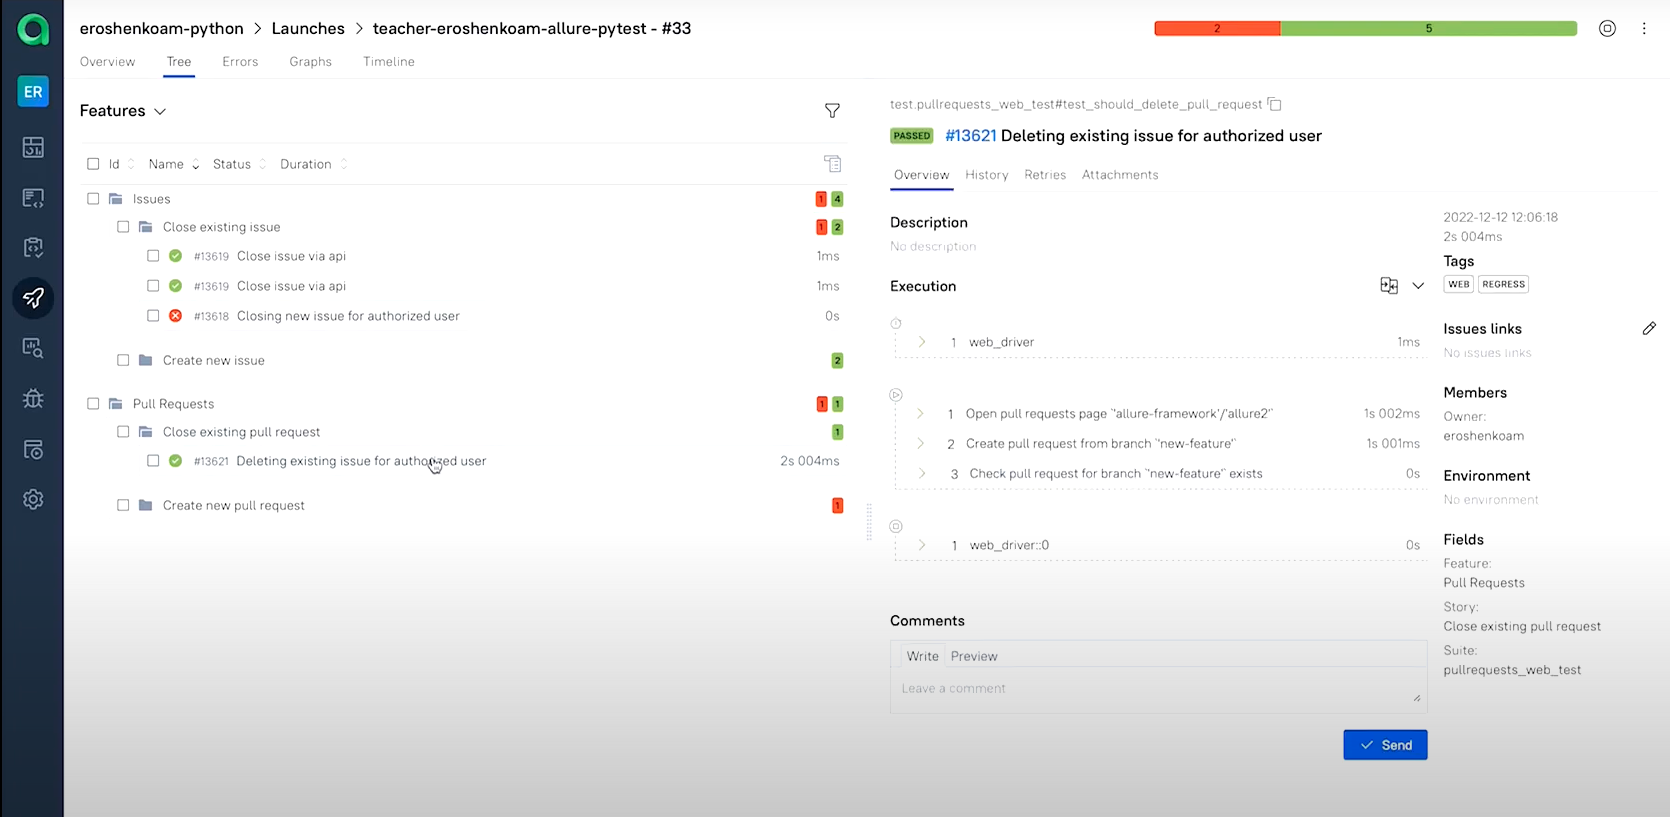 eroshenkoam-python > Launches > teacher-eroshenkoam-allure-pytest - #33
2 5
Overview Tree Errors Graphs Timeline
ER
Features
Id Name Status Duration
Issues 1 4
Close existing issue 1 2
#13619 Close issue via api 1ms
#13619 Close issue via api 1ms
#13618 Closing new issue for authorized user 0s
Create new issue 2
Pull Requests 1 1
Close existing pull request 1
#13621 Deleting existing issue for authorized user 2s 004ms
Create new pull request 1
test.pullrequests_web_test#test_should_delete_pull_request
PASSED #13621 Deleting existing issue for authorized user
Overview History Retries Attachments
Description
No description
Execution
1 web_driver 1ms
1 Open pull requests page `'allure-framework'/'allure2'` 1s 002ms
2 Create pull request from branch `'new-feature'` 1s 001ms
3 Check pull request for branch `'new-feature'` exists 0s
1 web_driver::0 0s
Comments
Write Preview
Leave a comment
Send
2022-12-12 12:06:18
2s 004ms
Tags
WEB REGRESS
Issues links
No issues links
Members
Owner:
eroshenkoam
Environment
No environment
Fields
Feature:
Pull Requests
Story:
Close existing pull request
Suite:
pullrequests_web_test